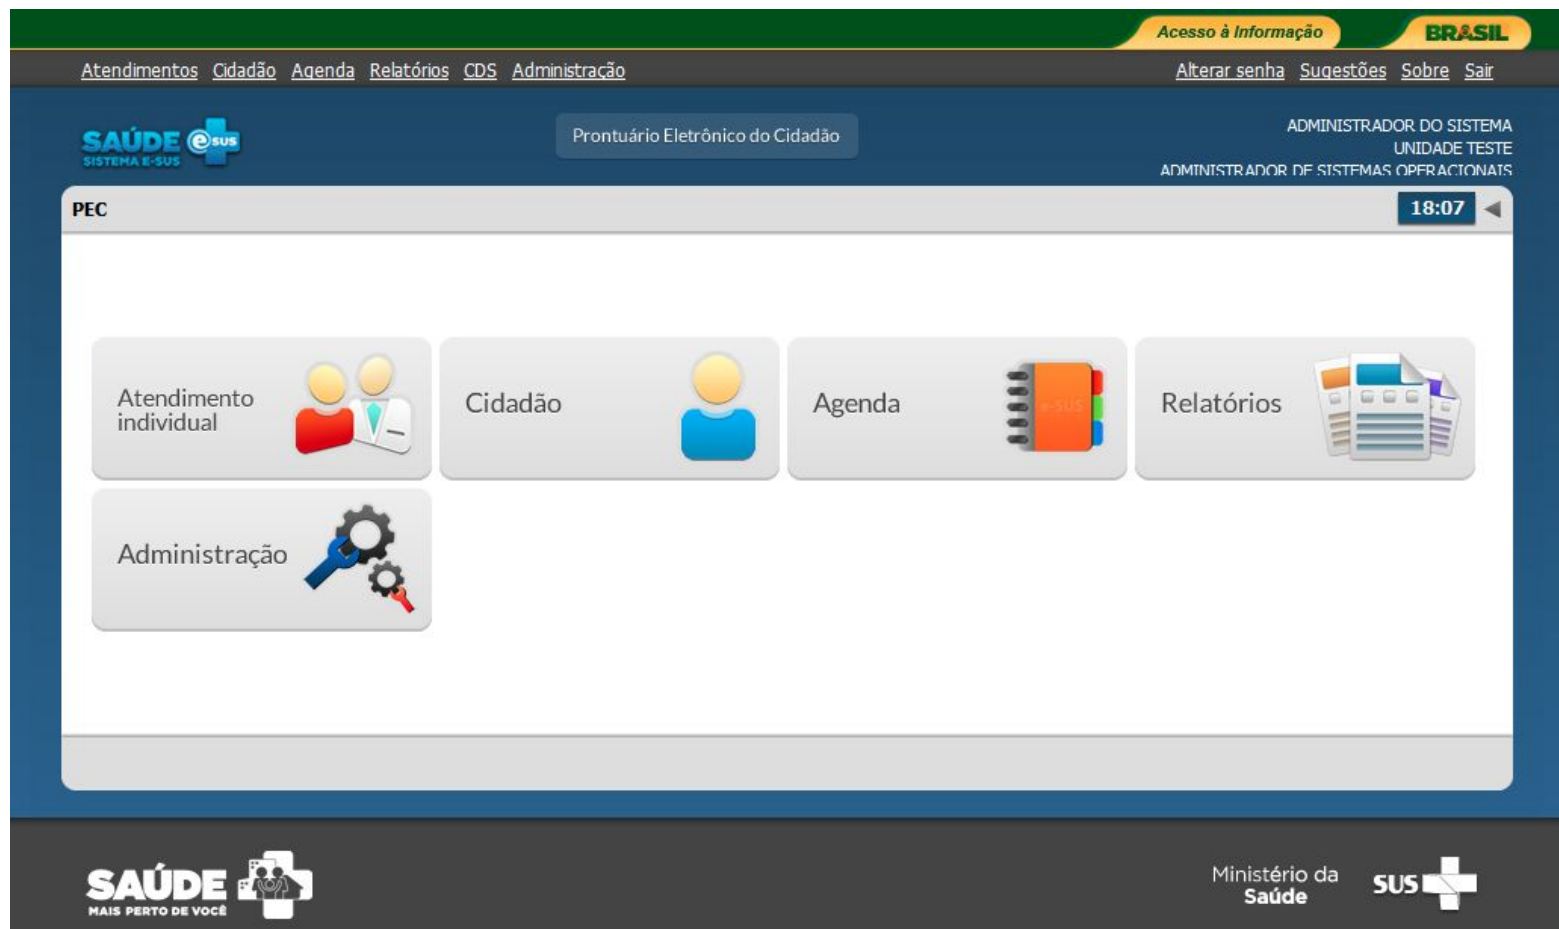 Acesso à Informação BRASIL
Atendimentos Cidadão Agenda Relatórios CDS Administração Alterar senha Sugestões Sobre Sair
SAÚDE e sus
SISTEMA E-SUS
Prontuário Eletrônico do Cidadão
ADMINISTRADOR DO SISTEMA
UNIDADE TESTE
ADMINISTRADOR DE SISTEMAS OPERACIONAIS
PEC 18:07
Atendimento
individual
Cidadão
Agenda
e-SUS
Relatórios
Administração
SAÚDE
MAIS PERTO DE VOCÊ
Ministério da
Saúde
SUS